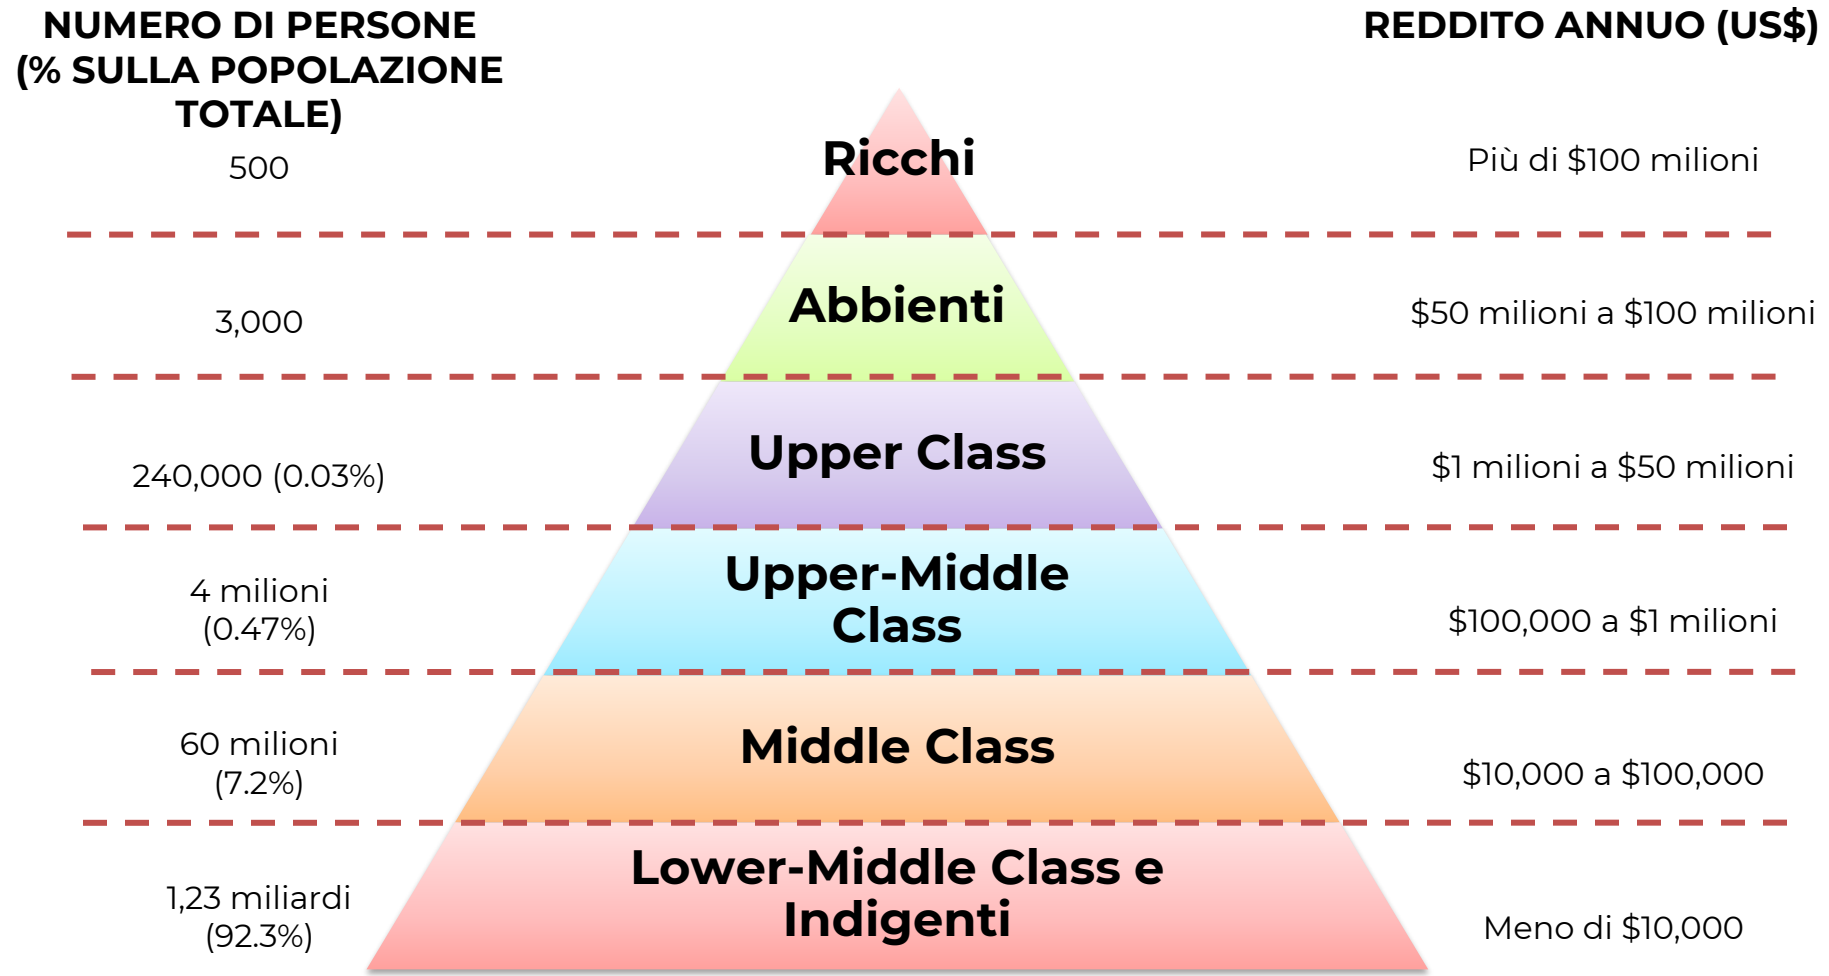 NUMERO DI PERSONE
(% SULLA POPOLAZIONE
TOTALE)
REDDITO ANNUO (US$)
500
Ricchi
Più di $100 milioni
3,000
Abbienti
$50 milioni a $100 milioni
240,000 (0.03%)
Upper Class
$1 milioni a $50 milioni
4 milioni
(0.47%)
Upper-Middle
Class
$100,000 a $1 milioni
60 milioni
(7.2%)
Middle Class
$10,000 a $100,000
1,23 miliardi
(92.3%)
Lower-Middle Class e
Indigenti
Meno di $10,000